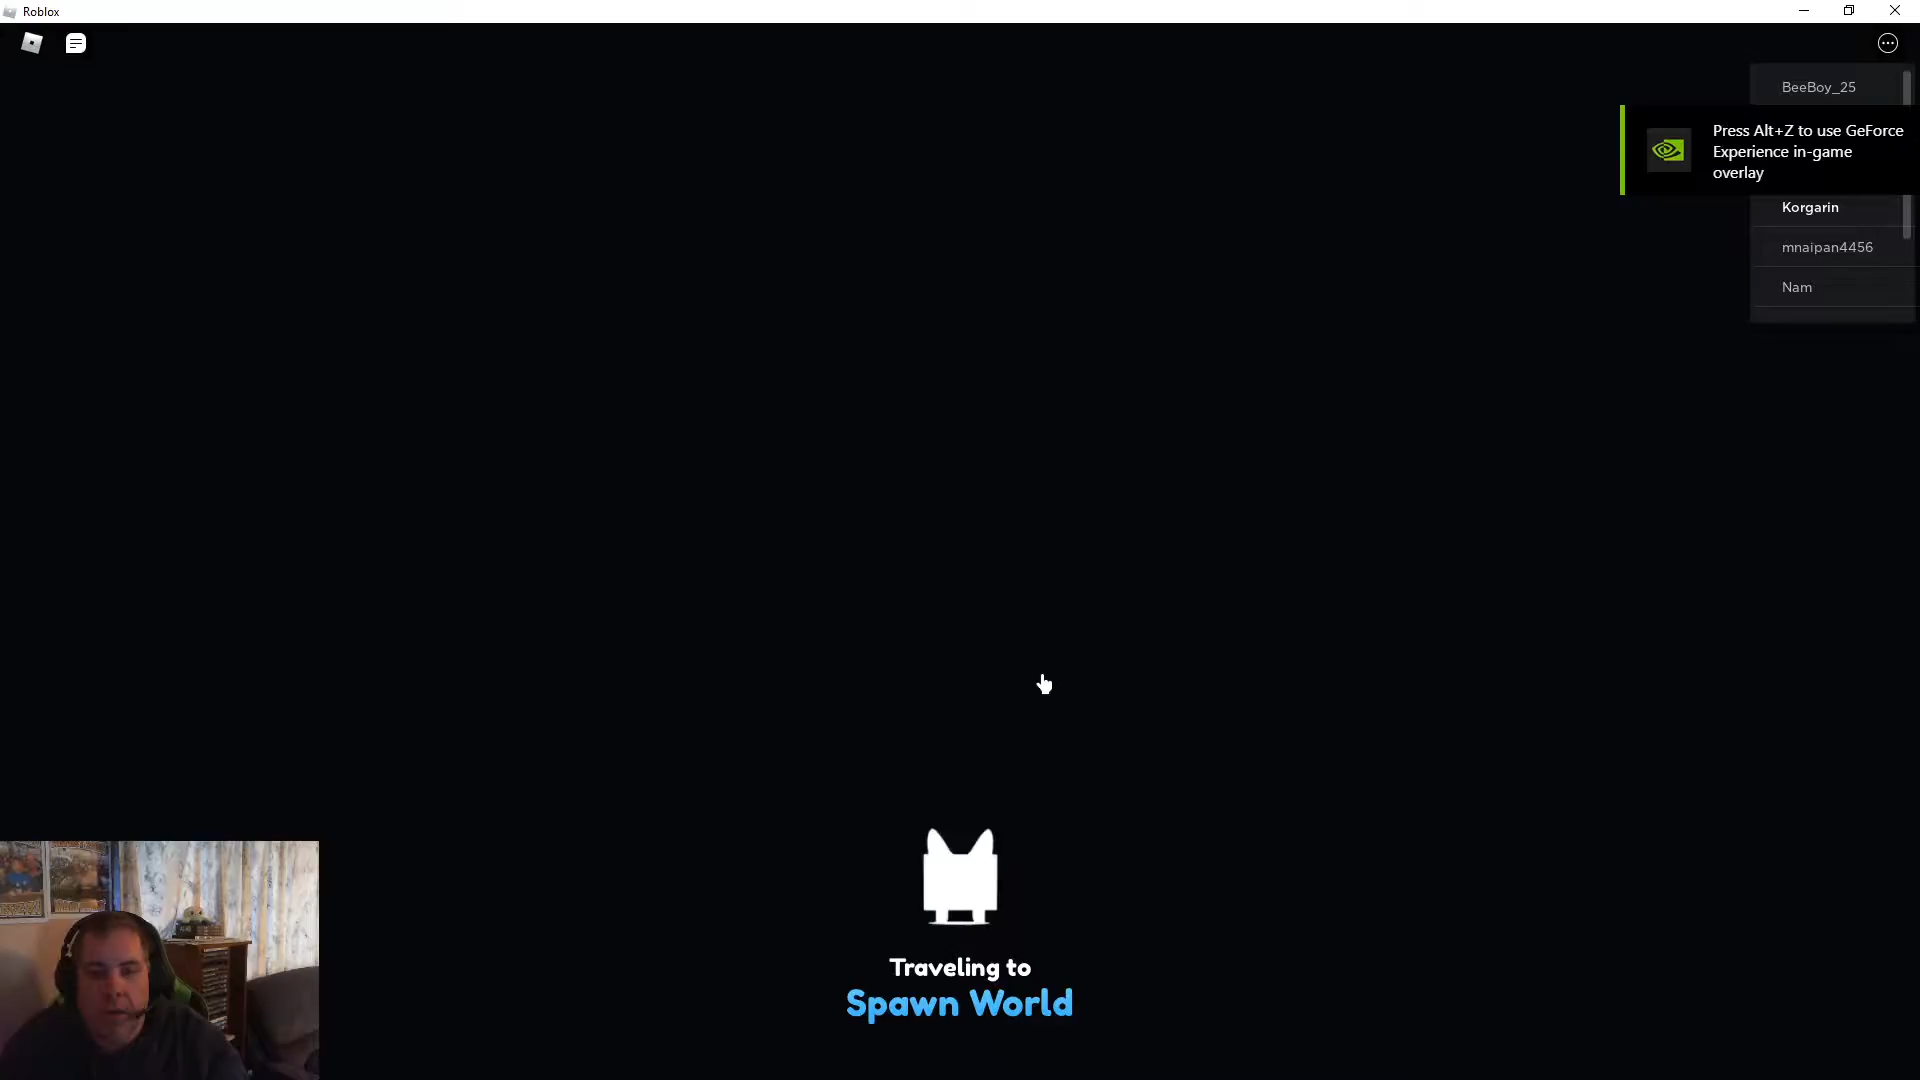 Roblox
BeeBoy_25
Press Alt+Z to use GeForce
Experience in-game
overlay
Korgarin
mnaipan4456
Nam
Traveling to
Spawn World